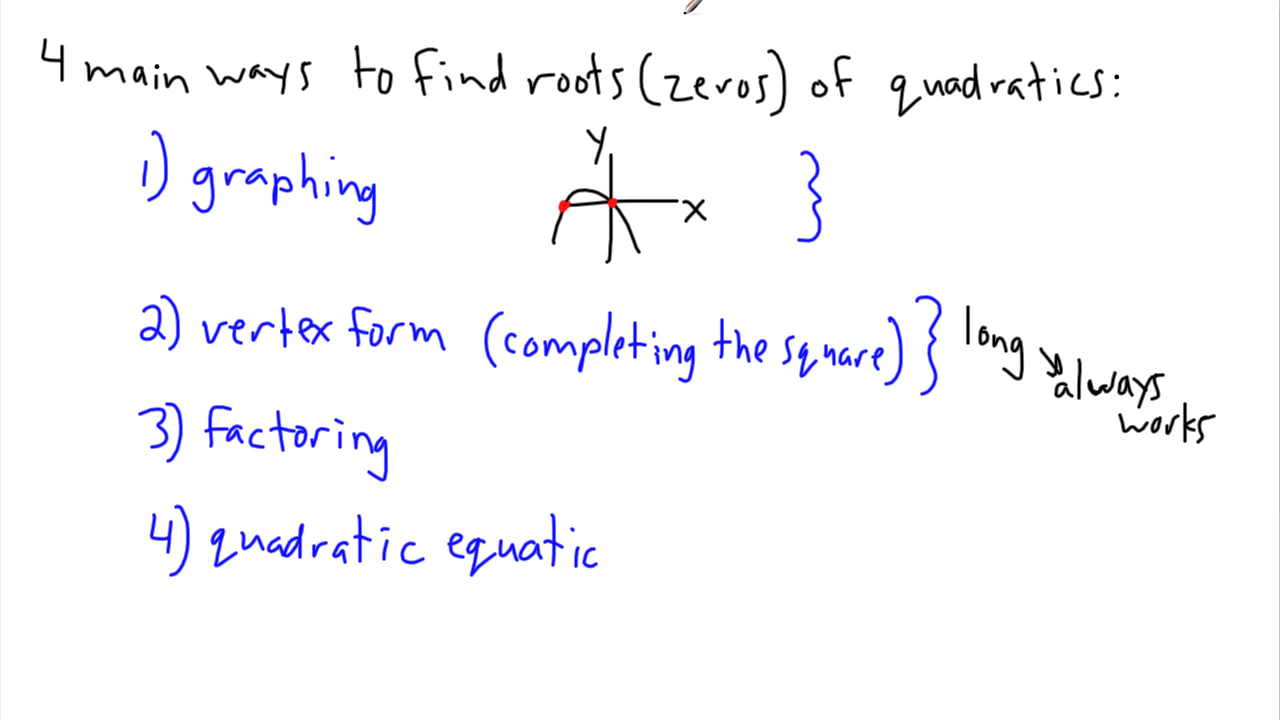 4 main ways to find roots (zeros) of quadratics:
1) graphing
y
x
2) vertex form (completing the square) } long
always
works
3) factoring
4) quadratic equatic